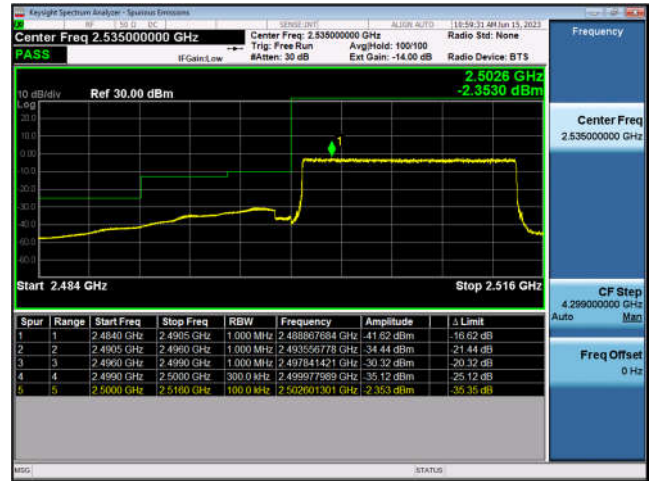 Keysight Spectrum Analyzer - Spurious Emissions
RF 50 Ω DC SENSE:INT ALIGN AUTO 10:59:31 AM Jun 15, 2023
Center Freq 2.535000000 GHz
Center Freq: 2.535000000 GHz Radio Std: None
Trig: Free Run Avg|Hold: 100/100
PASS IFGain:Low #Atten: 30 dB Ext Gain: -14.00 dB Radio Device: BTS
2.5026 GHz
10 dB/div Ref 30.00 dBm -2.3530 dBm
Log
20.0
10.0
0.00
-10.0
-20.0
-30.0
-40.0
-50.0
-60.0
1
Start 2.484 GHz Stop 2.516 GHz
Spur Range Start Freq Stop Freq RBW Frequency Amplitude Δ Limit
1 1 2.4840 GHz 2.4905 GHz 1.000 MHz 2.488867684 GHz -41.62 dBm -16.62 dB
2 2 2.4905 GHz 2.4960 GHz 1.000 MHz 2.493556778 GHz -34.44 dBm -21.44 dB
3 3 2.4960 GHz 2.4990 GHz 1.000 MHz 2.497841421 GHz -30.32 dBm -20.32 dB
4 4 2.4990 GHz 2.5000 GHz 300.0 kHz 2.499977989 GHz -35.12 dBm -25.12 dB
5 5 2.5000 GHz 2.5160 GHz 100.0 kHz 2.502601301 GHz -2.353 dBm -35.35 dB
MSG STATUS
Frequency
Center Freq
2.535000000 GHz
CF Step
4.299000000 GHz
Auto Man
Freq Offset
0 Hz